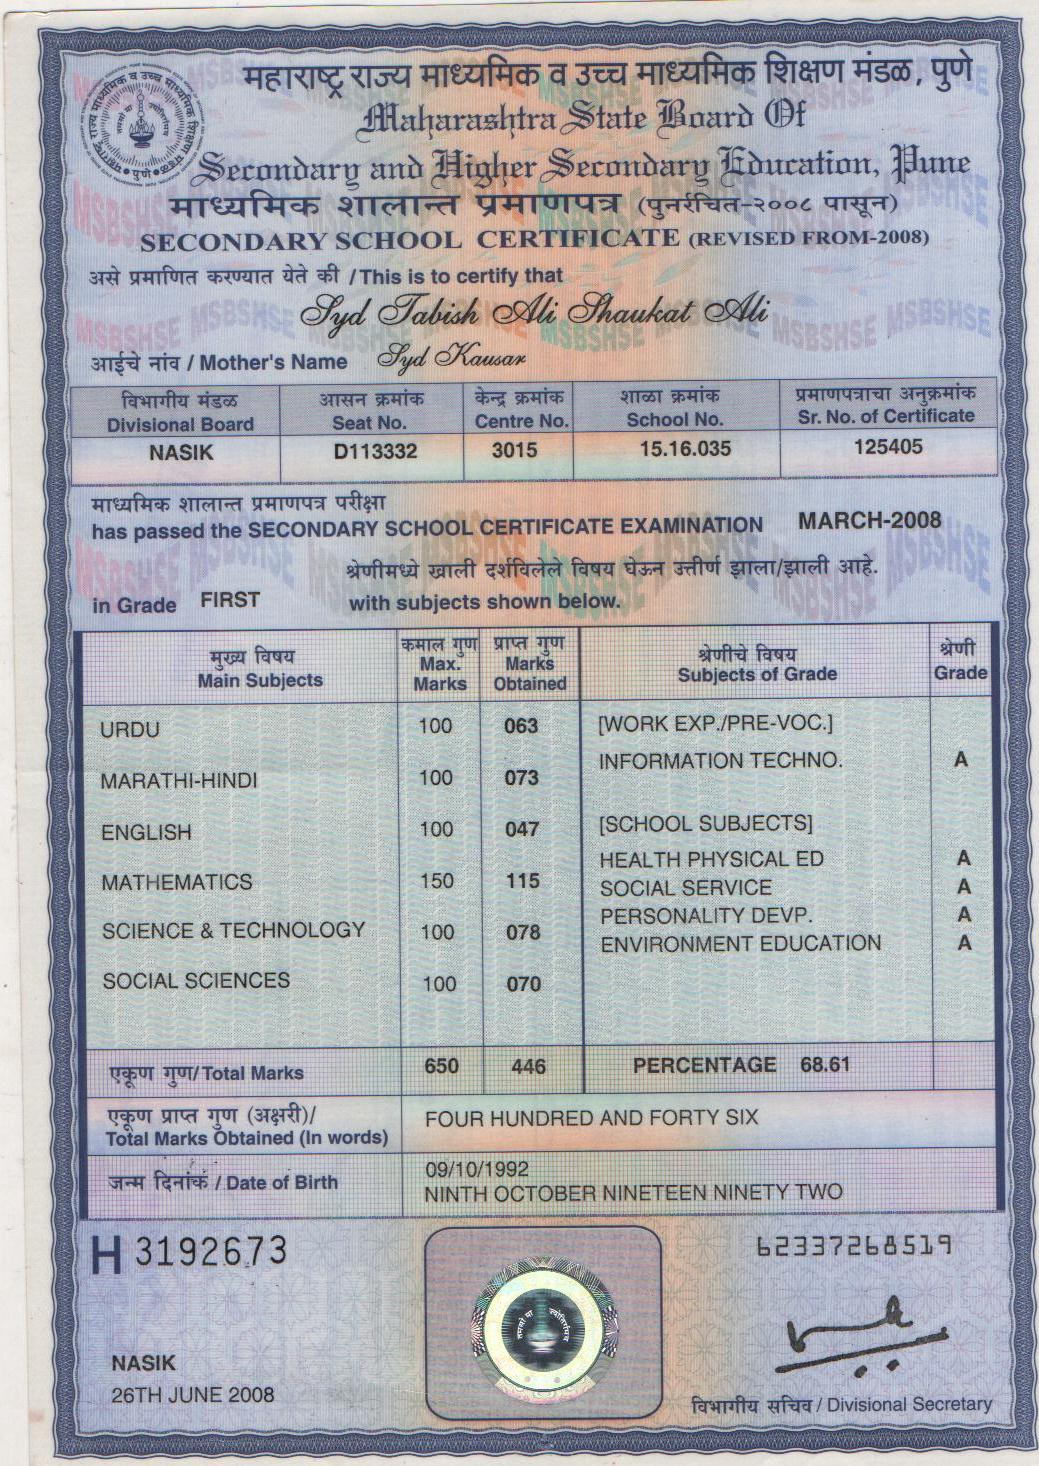 महाराष्ट्र राज्य माध्यमिक व उच्च माध्यमिक शिक्षण मंडळ, पुणे
Maharashtra State Board Of
Secondary and Higher Secondary Education, Pune
माध्यमिक शालान्त प्रमाणपत्र (पुनर्रचित-२००८ पासून)
SECONDARY SCHOOL CERTIFICATE (REVISED FROM-2008)
असे प्रमाणित करण्यात येते की / This is to certify that
Syd Tabish Ali Shaukat Ali
आईचे नांव / Mother's Name Syd Kausar
विभागीय मंडळ आसन क्रमांक केन्द्र क्रमांक शाळा क्रमांक प्रमाणपत्राचा अनुक्रमांक
Divisional Board Seat No. Centre No. School No. Sr. No. of Certificate
NASIK D113332 3015 15.16.035 125405
माध्यमिक शालान्त प्रमाणपत्र परीक्षा
has passed the SECONDARY SCHOOL CERTIFICATE EXAMINATION MARCH-2008
श्रेणीमध्ये खाली दर्शविलेले विषय घेऊन उत्तीर्ण झाला/झाली आहे.
in Grade FIRST with subjects shown below.
मुख्य विषय कमाल गुण प्राप्त गुण श्रेणीचे विषय श्रेणी
Main Subjects Max. Marks Marks Obtained Subjects of Grade Grade
URDU 100 063 [WORK EXP./PRE-VOC.]
INFORMATION TECHNO. A
MARATHI-HINDI 100 073
ENGLISH 100 047 [SCHOOL SUBJECTS]
HEALTH PHYSICAL ED A
MATHEMATICS 150 115 SOCIAL SERVICE A
PERSONALITY DEVP. A
SCIENCE & TECHNOLOGY 100 078 ENVIRONMENT EDUCATION A
SOCIAL SCIENCES 100 070
एकूण गुण/ Total Marks 650 446 PERCENTAGE 68.61
एकूण प्राप्त गुण (अक्षरी)/
Total Marks Obtained (In words) FOUR HUNDRED AND FORTY SIX
जन्म दिनांक / Date of Birth 09/10/1992
NINTH OCTOBER NINETEEN NINETY TWO
H 3192673 62337268519
NASIK
26TH JUNE 2008
विभागीय सचिव / Divisional Secretary